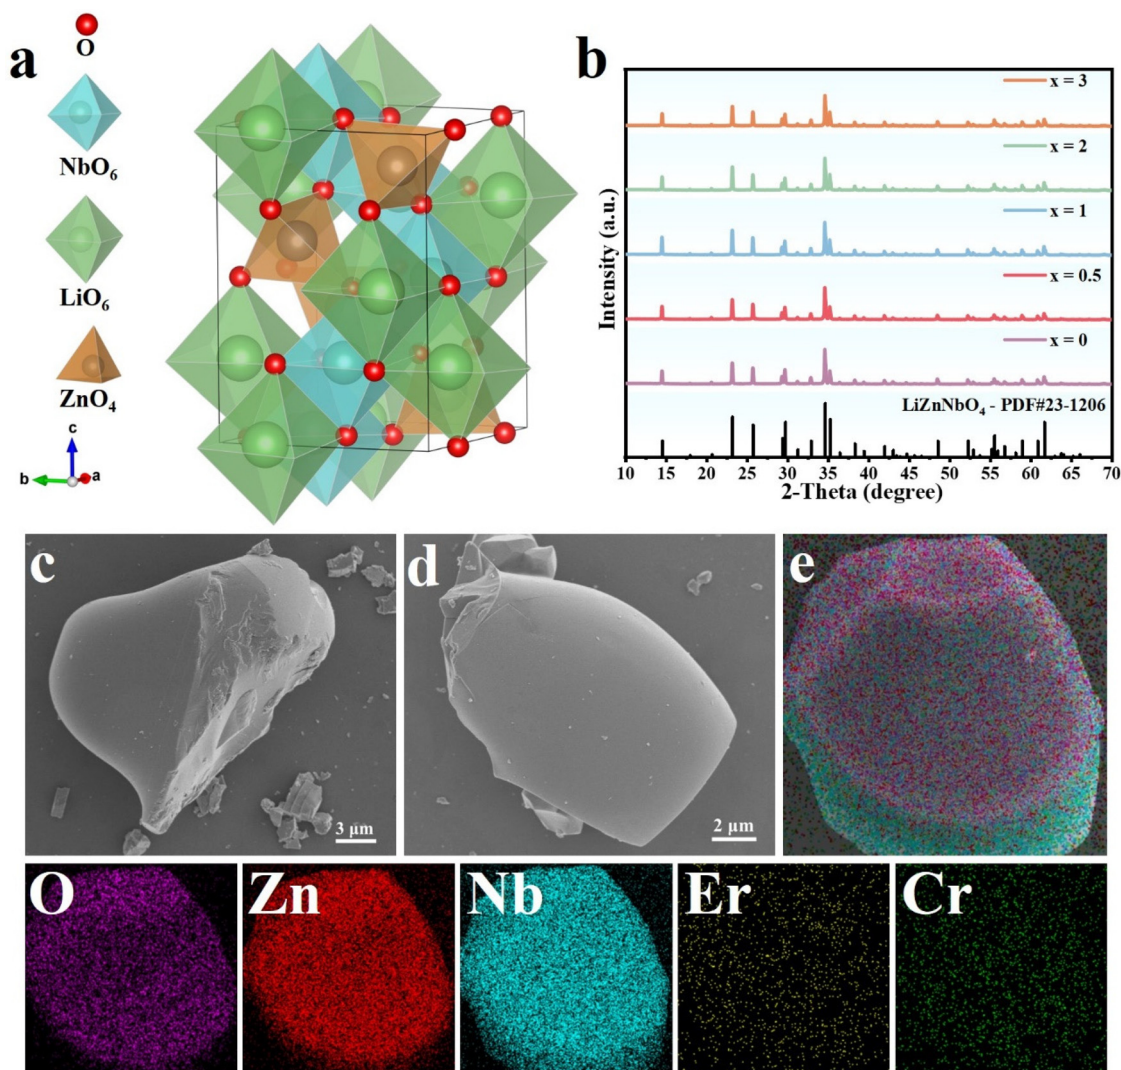 a
O
NbO6
LiO6
ZnO4
c
b
a
b
Intensity (a.u.)
x = 3
x = 2
x = 1
x = 0.5
x = 0
LiZnNbO4 - PDF#23-1206
10 15 20 25 30 35 40 45 50 55 60 65 70
2-Theta (degree)
c
3 μm
d
2 μm
e
O
Zn
Nb
Er
Cr